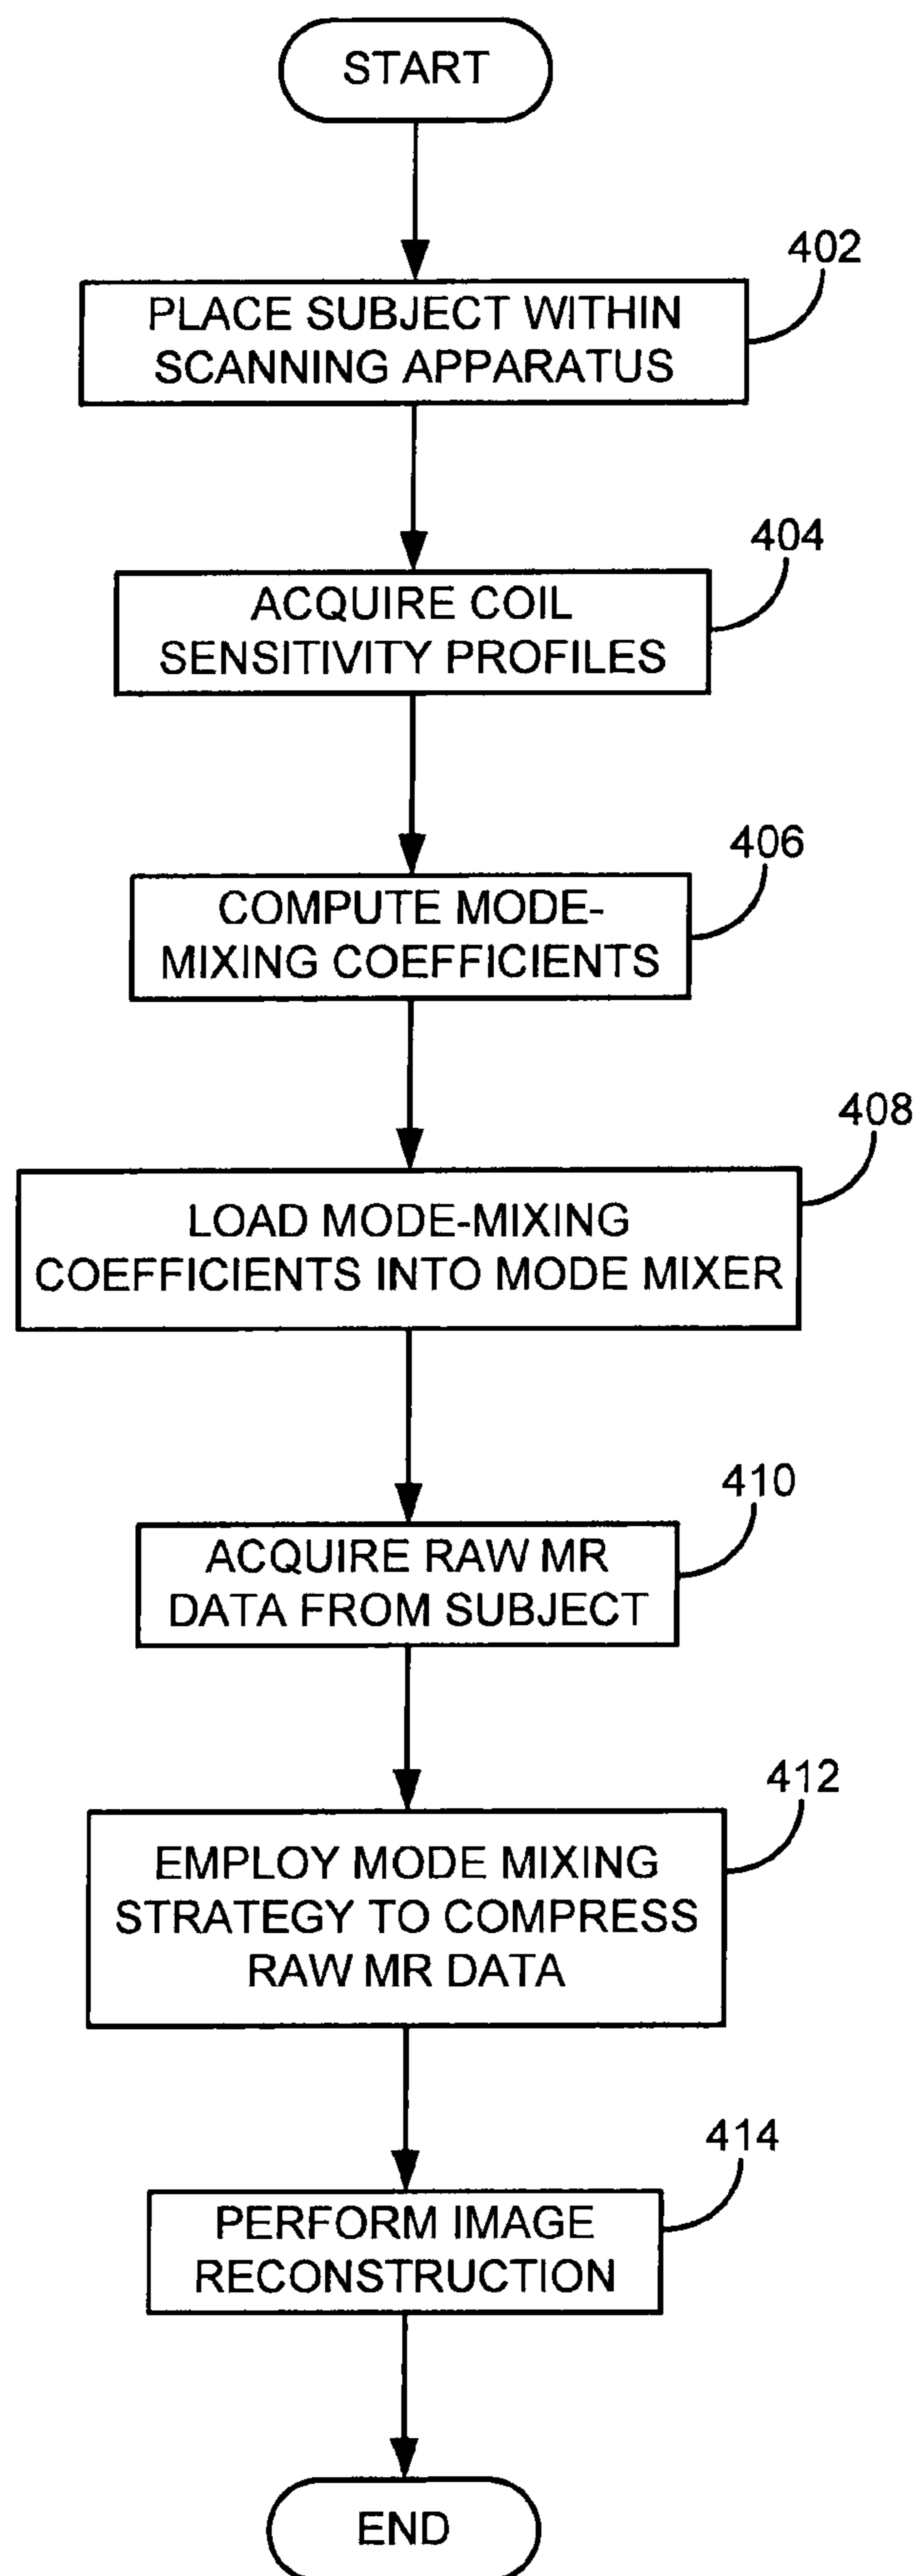 START
402
PLACE SUBJECT WITHIN
SCANNING APPARATUS
404
ACQUIRE COIL
SENSITIVITY PROFILES
406
COMPUTE MODE-
MIXING COEFFICIENTS
408
LOAD MODE-MIXING
COEFFICIENTS INTO MODE MIXER
410
ACQUIRE RAW MR
DATA FROM SUBJECT
412
EMPLOY MODE MIXING
STRATEGY TO COMPRESS
RAW MR DATA
414
PERFORM IMAGE
RECONSTRUCTION
END